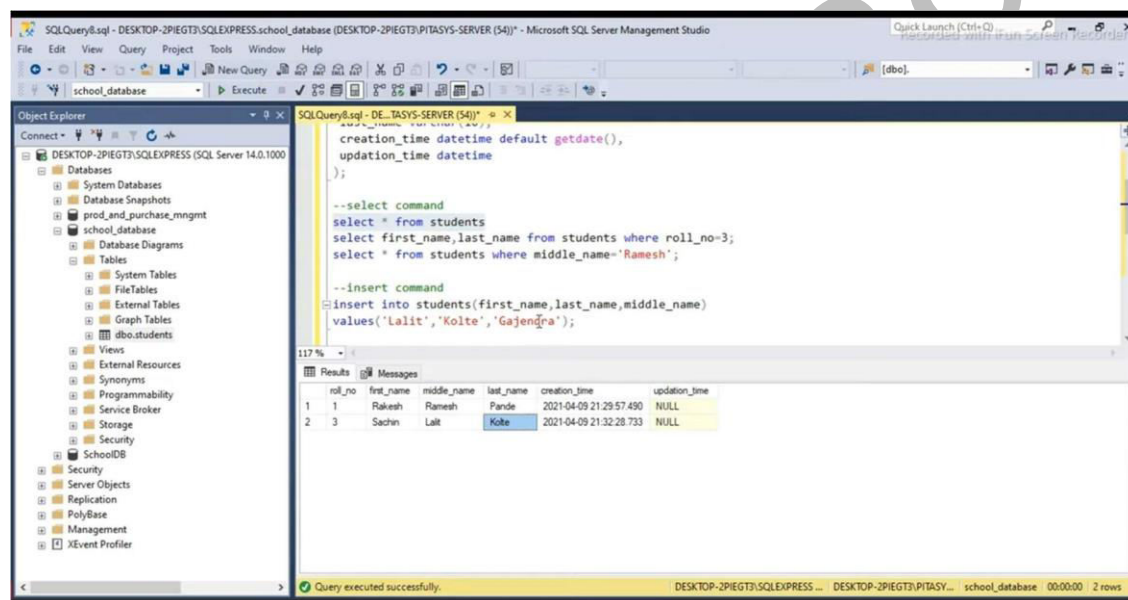 SQLQuery8.sql - DESKTOP-2PIEGT3\SQLEXPRESS.school_database (DESKTOP-2PIEGT3\PITASYS-SERVER (54))* - Microsoft SQL Server Management Studio
Quick Launch (Ctrl+Q)
Recorded with iFun Screen Recorder
File Edit View Query Project Tools Window Help
New Query
[dbo].
school_database
Execute
Object Explorer
SQLQuery8.sql - DE...TASYS-SERVER (54))*
Connect
DESKTOP-2PIEGT3\SQLEXPRESS (SQL Server 14.0.1000
Databases
System Databases
Database Snapshots
prod_and_purchase_mngmt
school_database
Database Diagrams
Tables
System Tables
FileTables
External Tables
Graph Tables
dbo.students
Views
External Resources
Synonyms
Programmability
Service Broker
Storage
Security
SchoolDB
Security
Server Objects
Replication
PolyBase
Management
XEvent Profiler
creation_time datetime default getdate(),
updation_time datetime
);
--select command
select * from students
select first_name,last_name from students where roll_no=3;
select * from students where middle_name='Ramesh';
--insert command
insert into students(first_name,last_name,middle_name)
values('Lalit','Kolte','Gajendra');
117 %
Results Messages
roll_no first_name middle_name last_name creation_time updation_time
1 1 Rakesh Ramesh Pande 2021-04-09 21:29:57.490 NULL
2 3 Sachin Lalit Kolte 2021-04-09 21:32:28.733 NULL
Query executed successfully.
DESKTOP-2PIEGT3\SQLEXPRESS ... DESKTOP-2PIEGT3\PITASY... school_database 00:00:00 2 rows